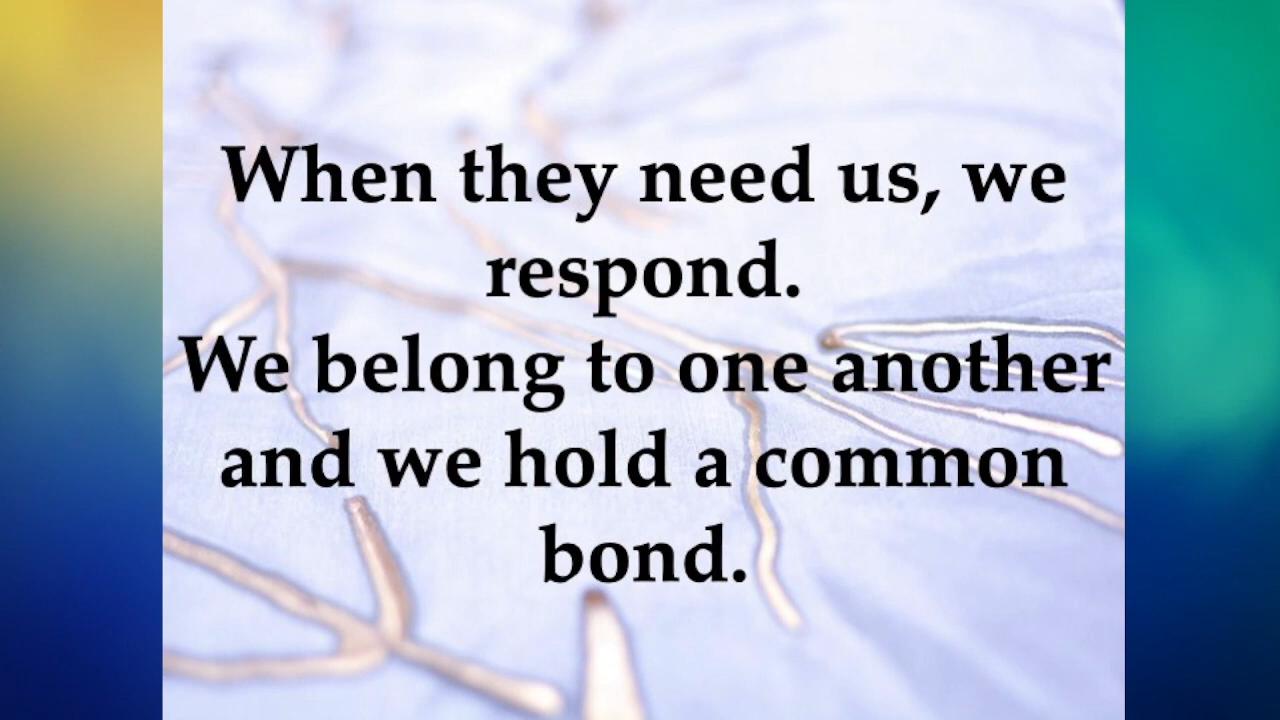 When they need us, we
respond.
We belong to one another
and we hold a common
bond.